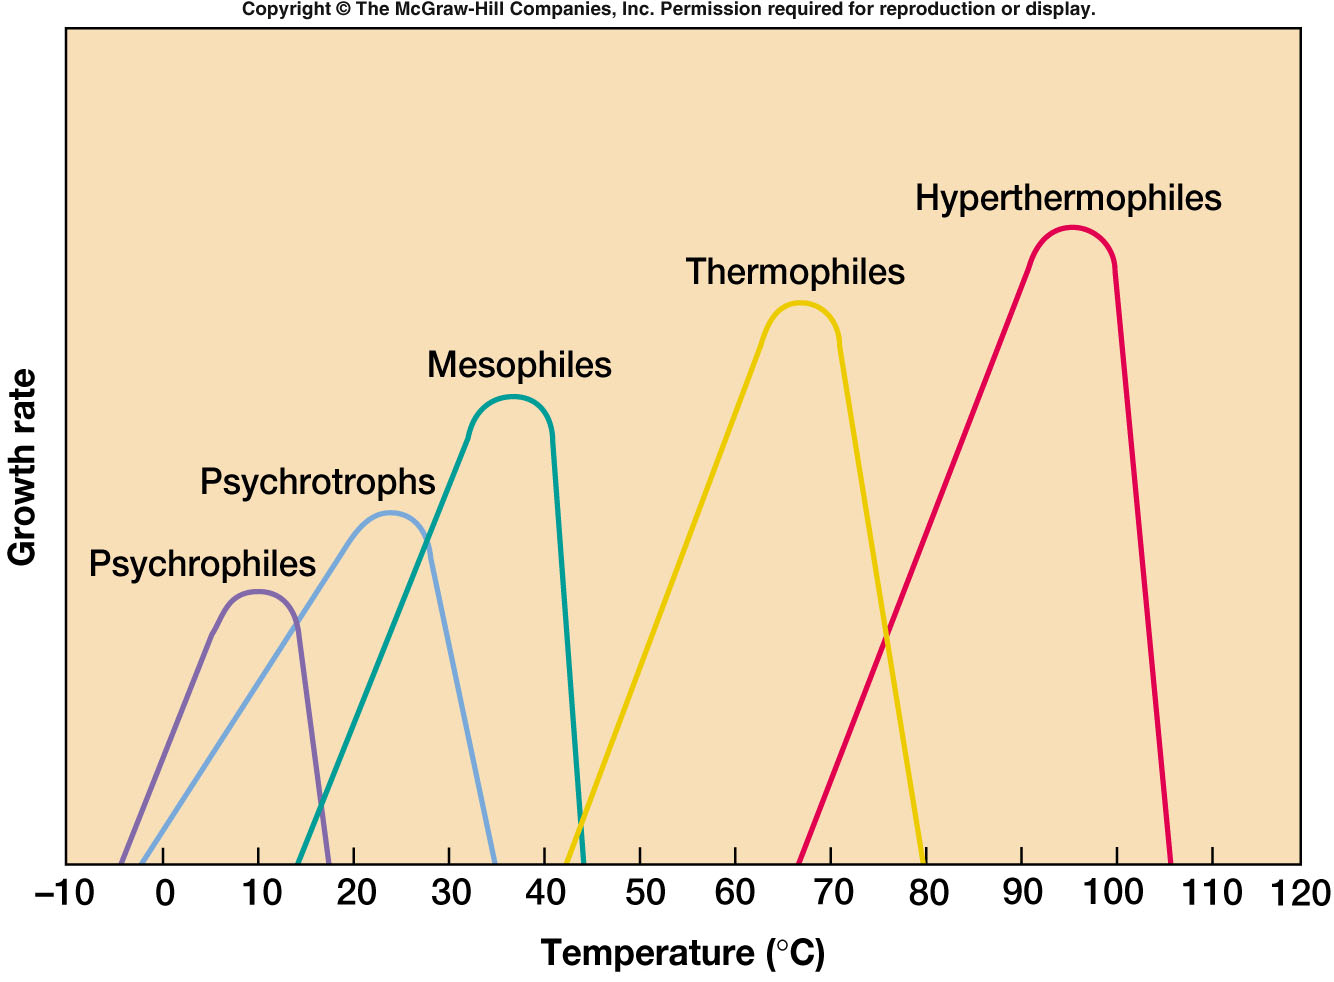 Copyright © The McGraw-Hill Companies, Inc. Permission required for reproduction or display.
Hyperthermophiles
Thermophiles
Mesophiles
Psychrotrophs
Psychrophiles
Growth rate
–10 0 10 20 30 40 50 60 70 80 90 100 110 120
Temperature (°C)